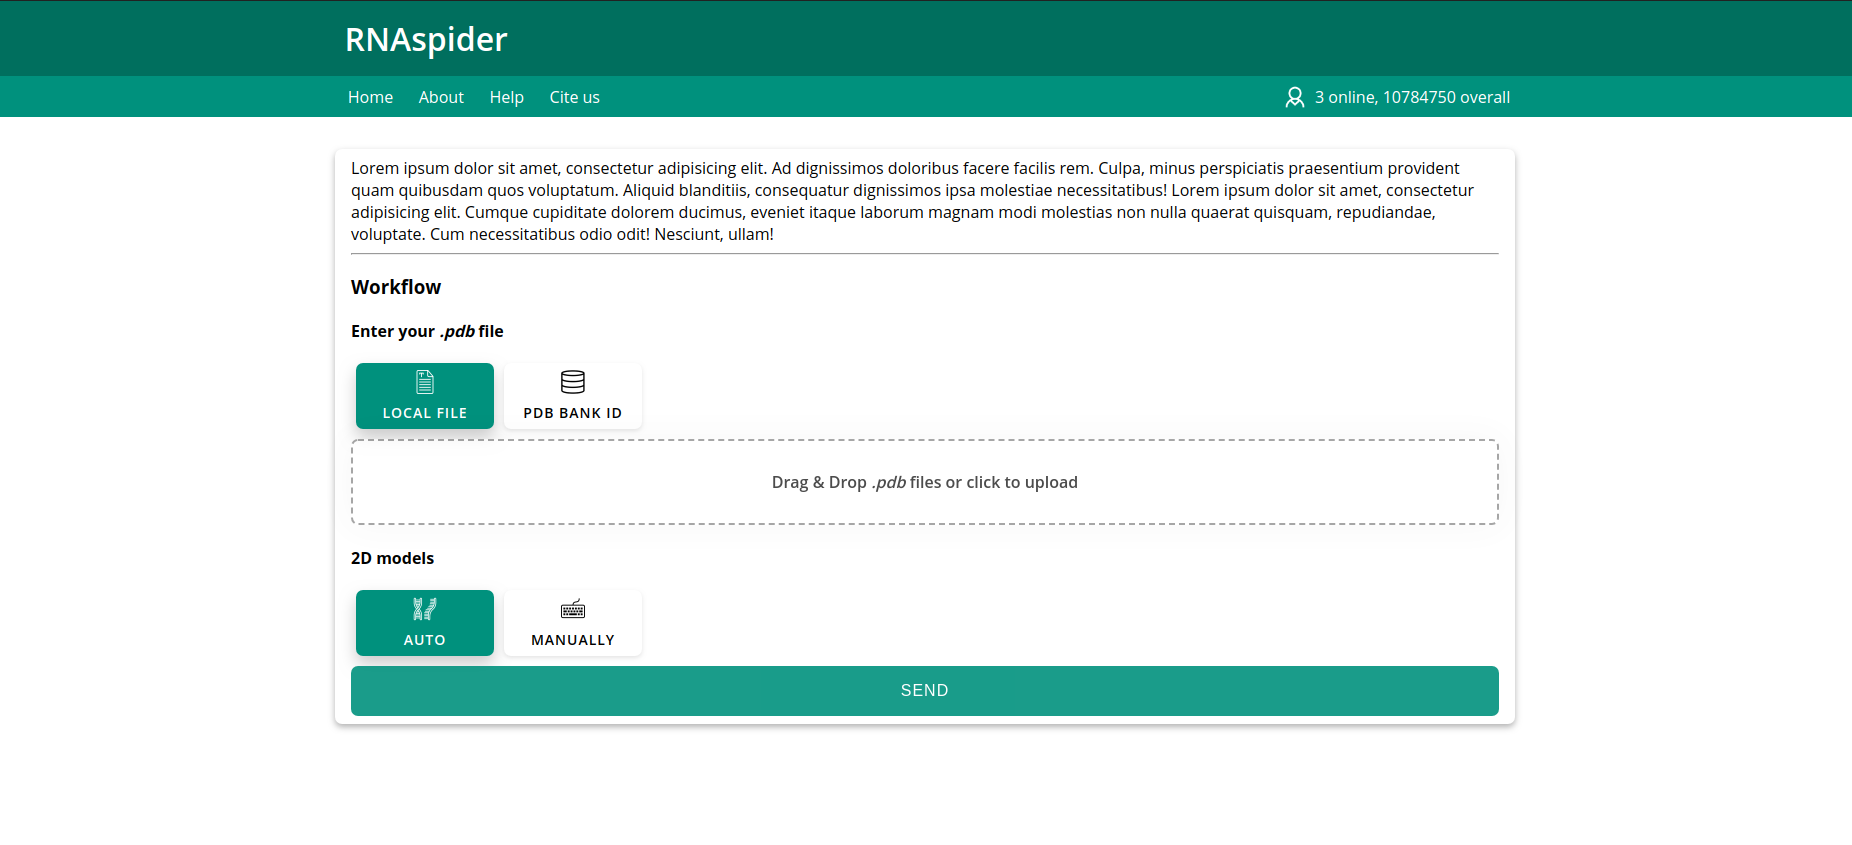 RNAspider
Home About Help Cite us 3 online, 10784750 overall
Lorem ipsum dolor sit amet, consectetur adipisicing elit. Ad dignissimos doloribus facere facilis rem. Culpa, minus perspiciatis praesentium provident
quam quibusdam quos voluptatum. Aliquid blanditiis, consequatur dignissimos ipsa molestiae necessitatibus! Lorem ipsum dolor sit amet, consectetur
adipisicing elit. Cumque cupiditate dolorem ducimus, eveniet itaque laborum magnam modi molestias non nulla quaerat quisquam, repudiandae,
voluptate. Cum necessitatibus odio odit! Nesciunt, ullam!
Workflow
Enter your .pdb file
LOCAL FILE PDB BANK ID
Drag & Drop .pdb files or click to upload
2D models
AUTO MANUALLY
SEND